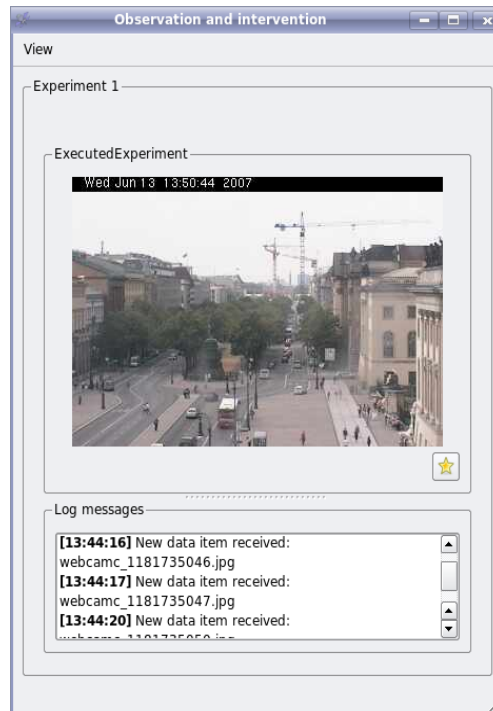 Observation and intervention
View
Experiment 1
ExecutedExperiment
Wed Jun 13 13:50:44 2007
Log messages
[13:44:16] New data item received:
webcamc_1181735046.jpg
[13:44:17] New data item received:
webcamc_1181735047.jpg
[13:44:20] New data item received:
webcamc_1181735050.jpg